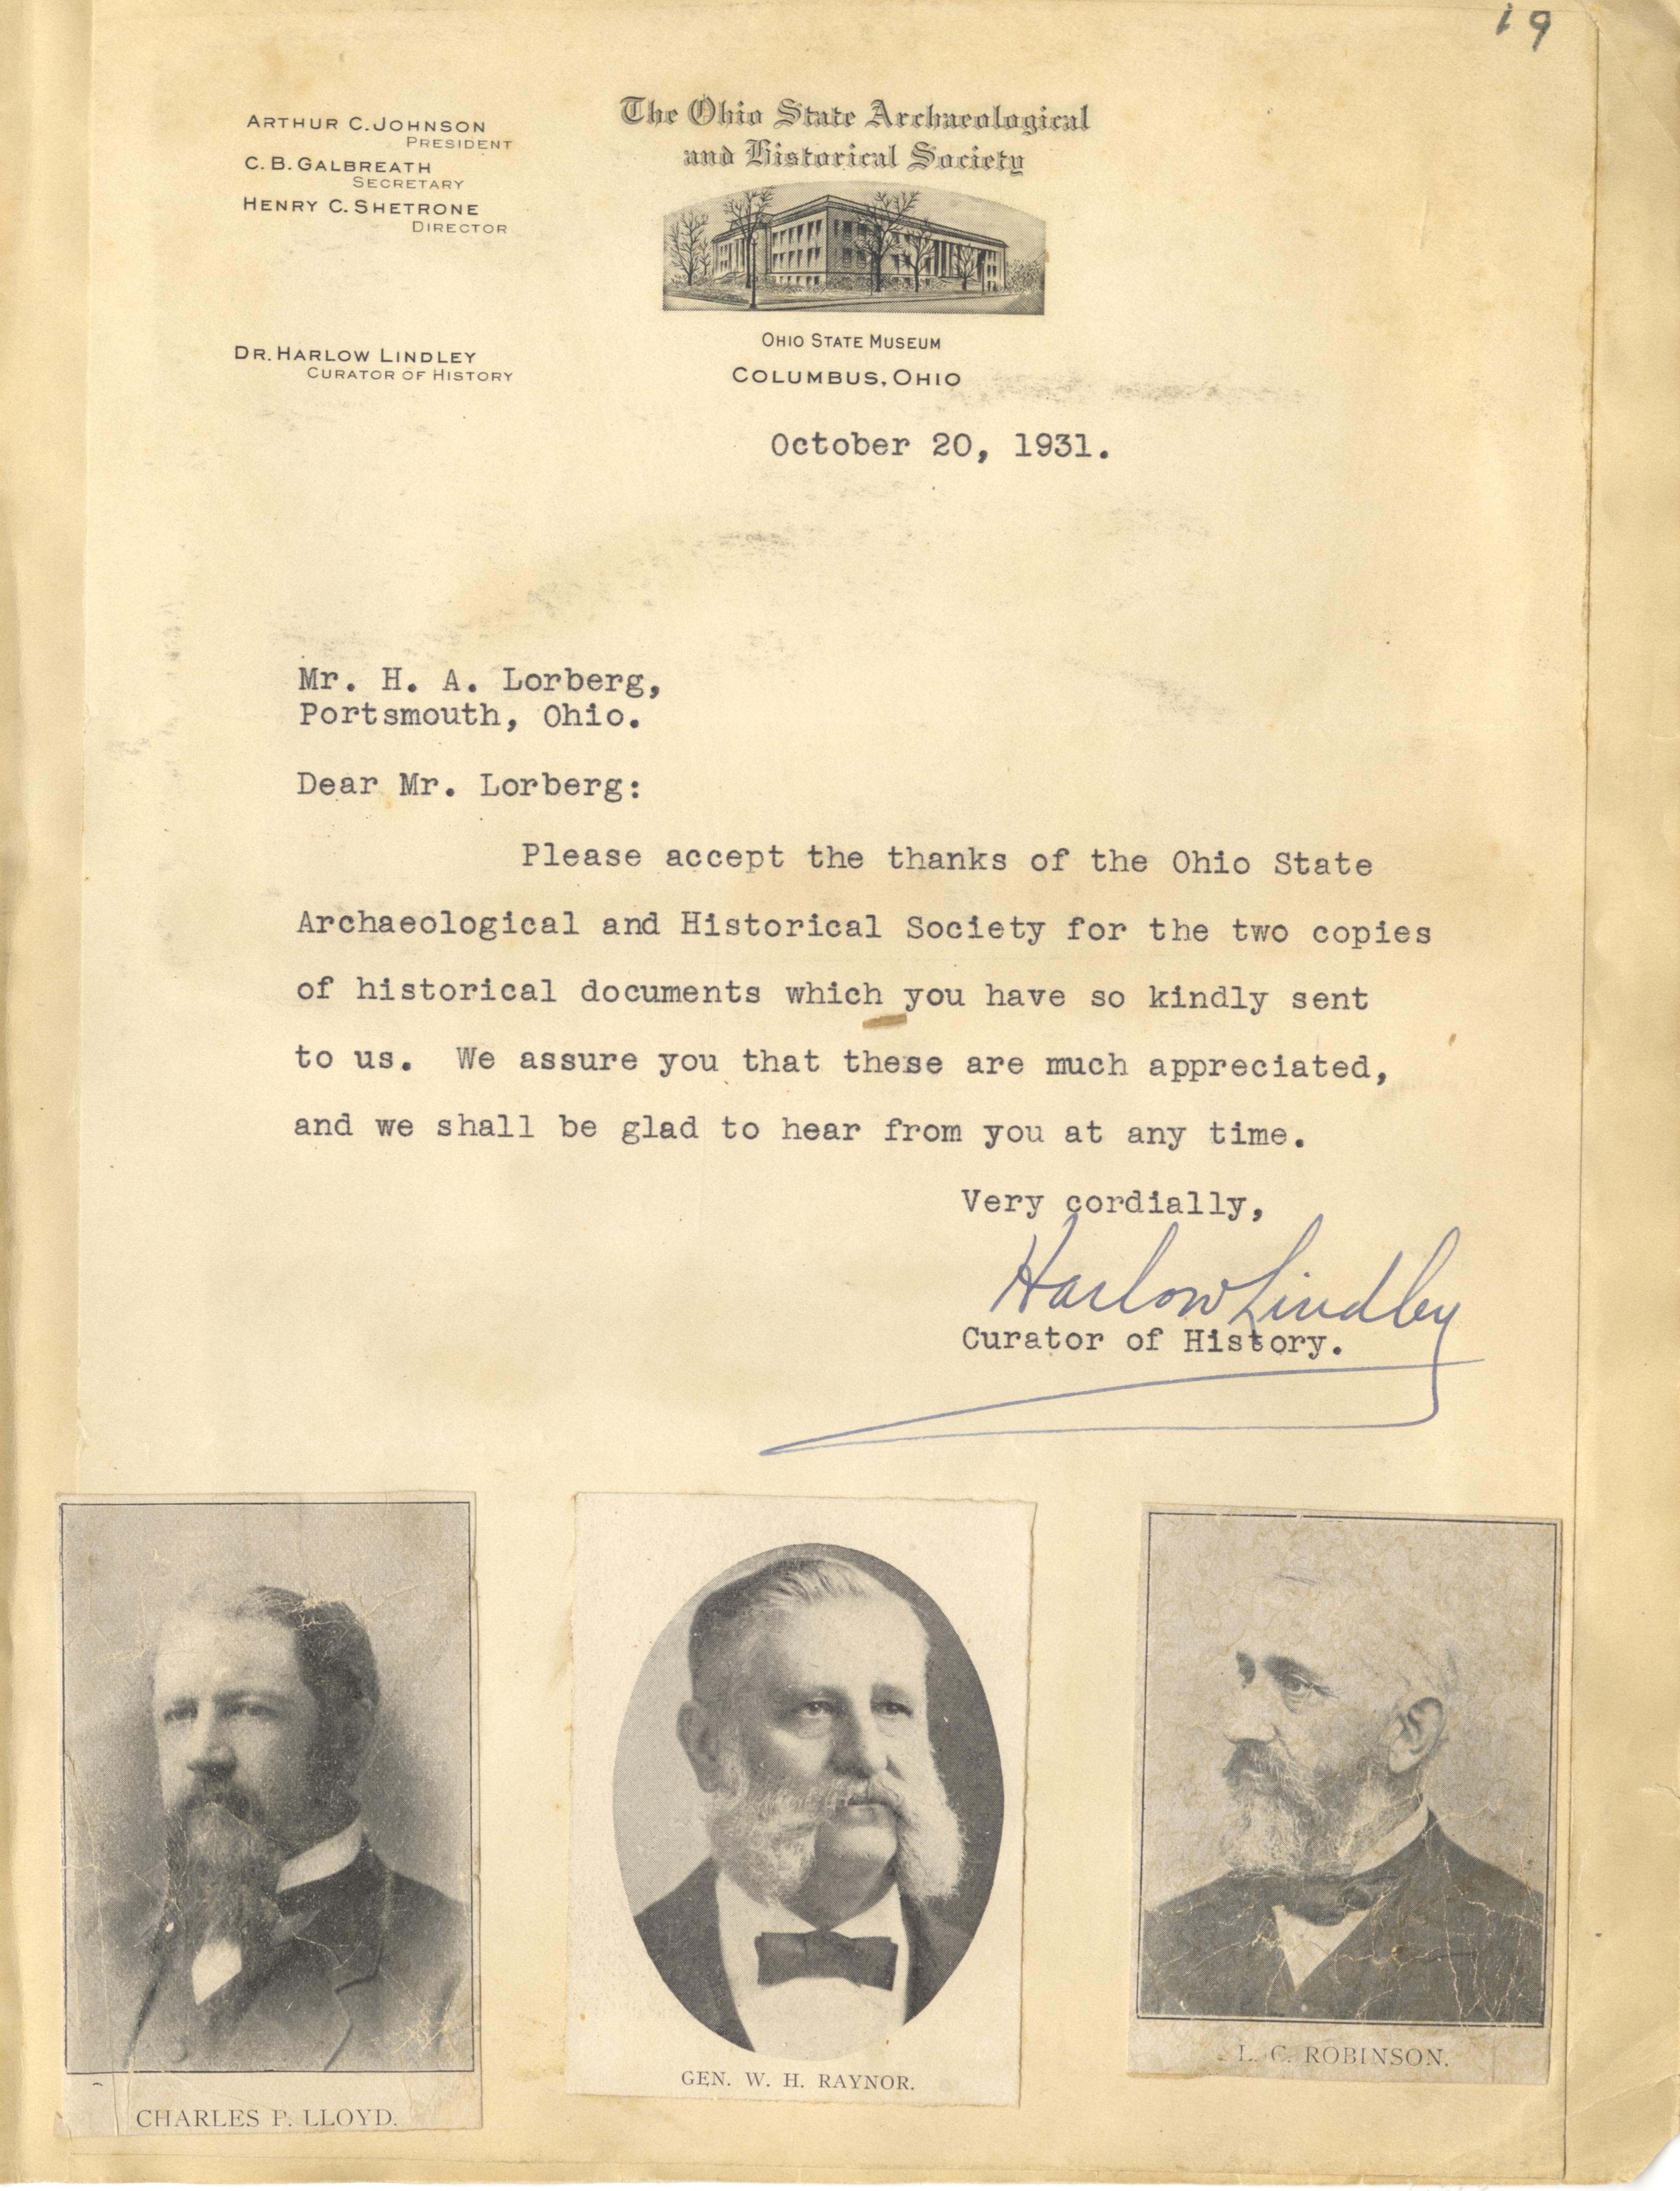 19
ARTHUR C. JOHNSON
PRESIDENT
C. B. GALBREATH
SECRETARY
HENRY C. SHETRONE
DIRECTOR
The Ohio State Archaeological
and Historical Society
DR. HARLOW LINDLEY
CURATOR OF HISTORY
OHIO STATE MUSEUM
COLUMBUS, OHIO
October 20, 1931.
Mr. H. A. Lorberg,
Portsmouth, Ohio.
Dear Mr. Lorberg:
Please accept the thanks of the Ohio State
Archaeological and Historical Society for the two copies
of historical documents which you have so kindly sent
to us. We assure you that these are much appreciated,
and we shall be glad to hear from you at any time.
Very cordially,
Harlow Lindley
Curator of History.
CHARLES P. LLOYD.
GEN. W. H. RAYNOR.
L. C. ROBINSON.